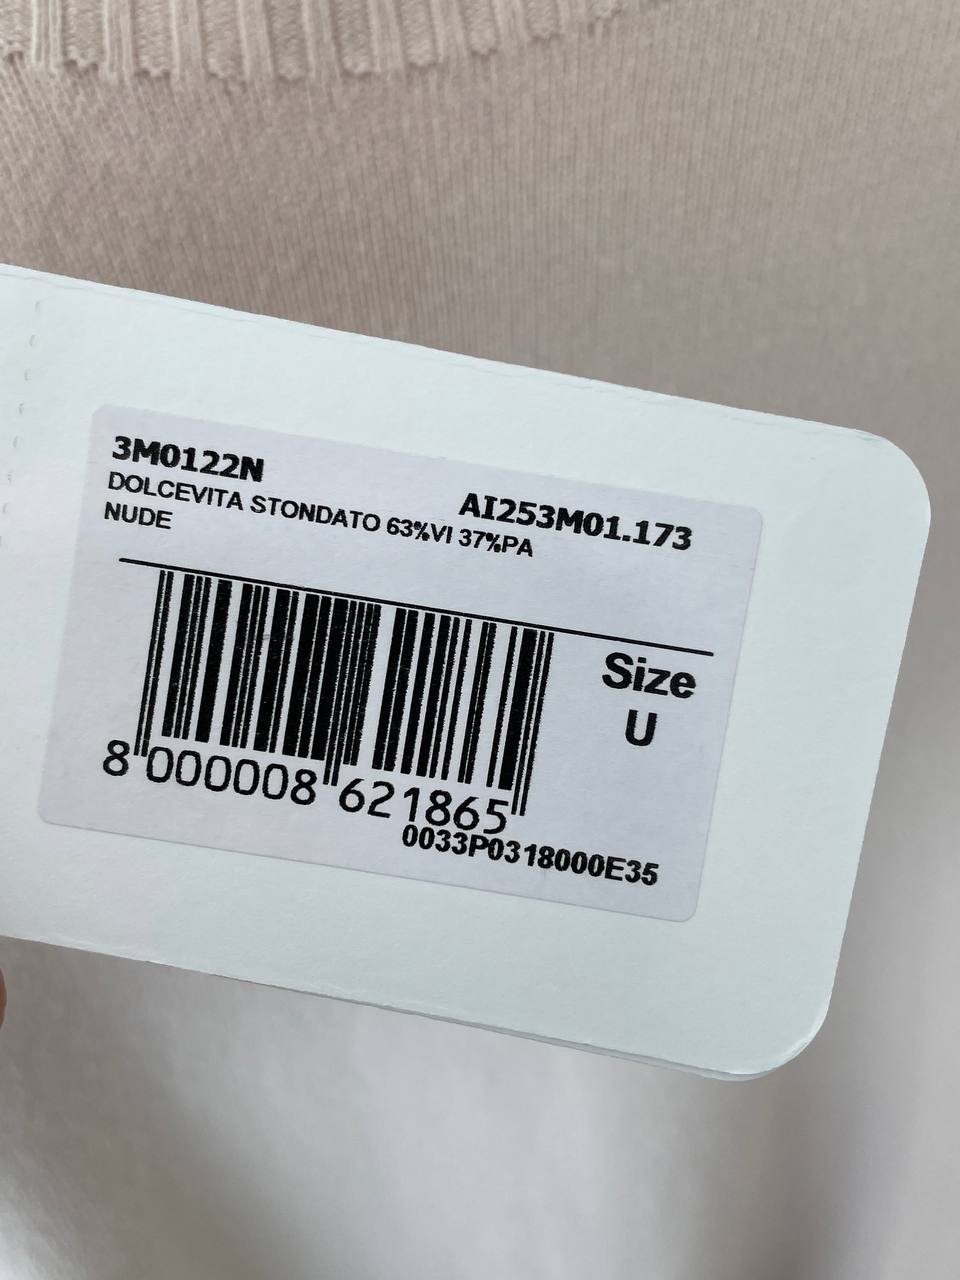 3M0122N
AI253M01.173
DOLCEVITA STONDATO 63%VI 37%PA
NUDE
Size
U
8 000008 621865
0033P0318000E35